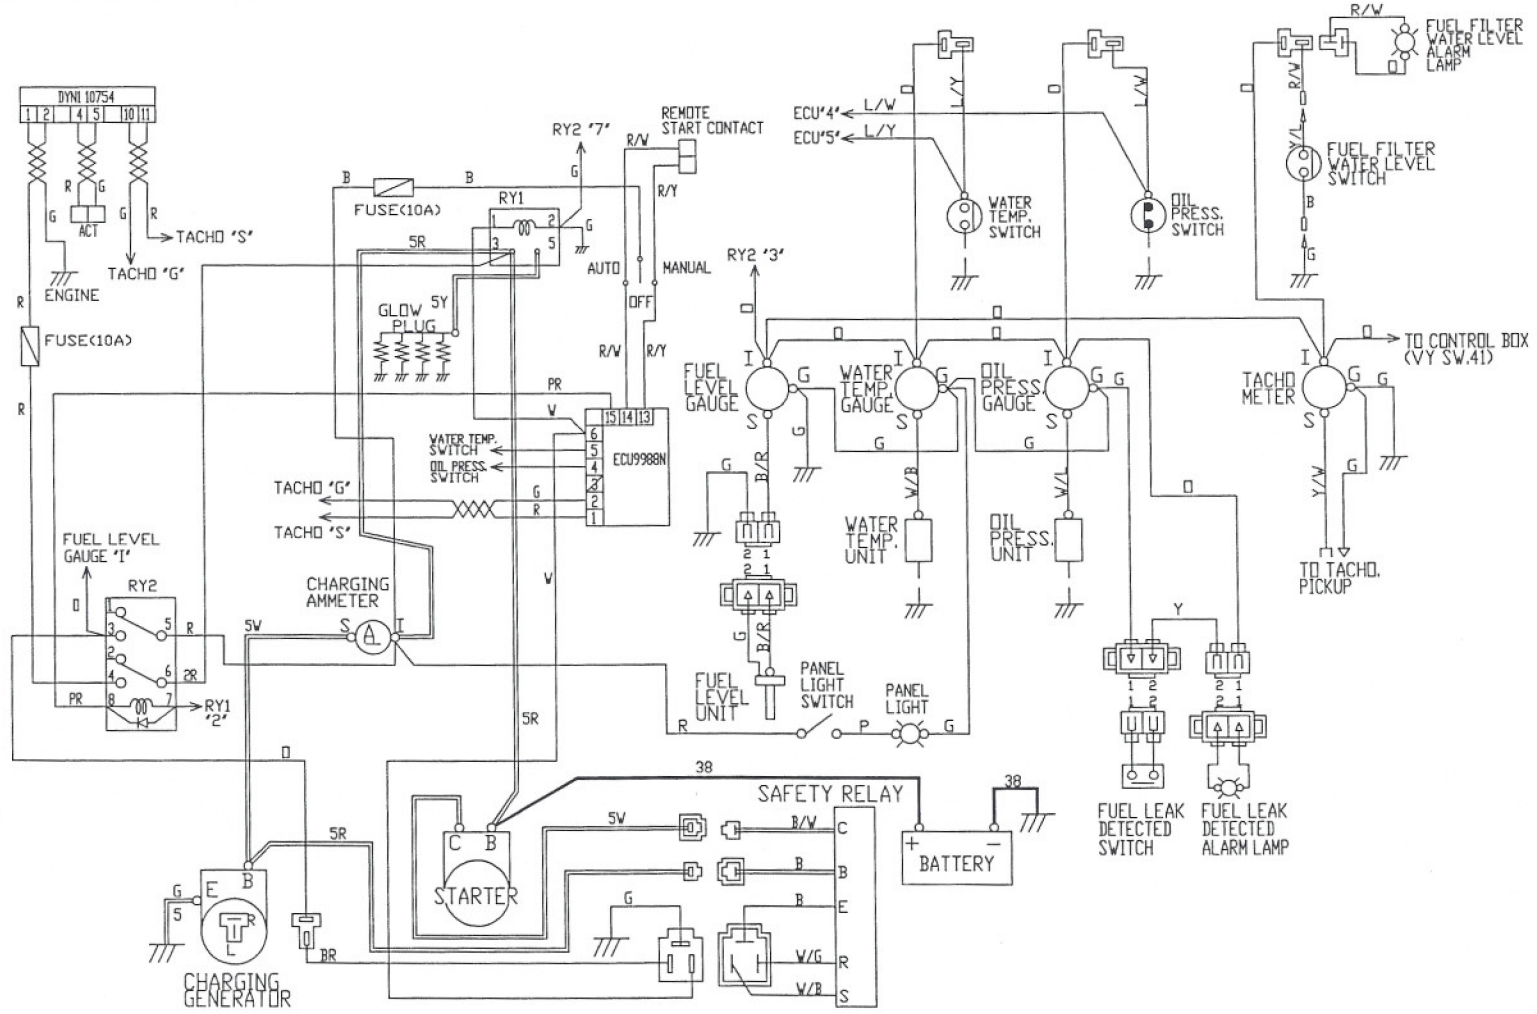 R/W
FUEL FILTER
WATER LEVEL
ALARM
LAMP
DYN1 10754
1 2 4 5 10 11
R G
ACT
G
G R
TACHO "S"
TACHO "G"
ENGINE
R
FUSE(10A)
R
B
B
FUSE(10A)
RY2 "7"
G
RY1
1 2
3 5
G
5R
5Y
GLOW
PLUG
REMOTE
START CONTACT
R/W
R/Y
AUTO
MANUAL
OFF
R/W
R/Y
L/Y
L/W
ECU"4"
L/W
ECU"5"
L/Y
WATER
TEMP.
SWITCH
OIL
PRESS.
SWITCH
R/W
Y/L
FUEL FILTER
WATER LEVEL
SWITCH
B
G
RY2 "3"
I
FUEL
LEVEL
GAUGE
G
S
I
WATER
TEMP.
GAUGE
G
S
I
OIL
PRESS.
GAUGE
G
G
S
I
TACHO
METER
G
G
S
TO CONTROL BOX
(VY SW.41)
PR
W
15 14 13
6
5
4
3
2
1
ECU9988N
WATER TEMP.
SWITCH
OIL PRESS.
SWITCH
TACHO "G"
G
R
TACHO "S"
G
G
G
G
B/R
W/B
W/L
Y/W
G
2 1
2 1
G
B/R
WATER
TEMP.
UNIT
OIL
PRESS.
UNIT
TO TACHO.
PICKUP
FUEL LEVEL
GAUGE "I"
RY2
1
3
2
4
5
6
8
7
R
2R
PR
RY1
"2"
CHARGING
AMMETER
S A I
5W
W
5R
FUEL
LEVEL
UNIT
PANEL
LIGHT
SWITCH
PANEL
LIGHT
R
P
G
Y
1 2
2 1
1 2
2 1
FUEL LEAK
DETECTED
SWITCH
FUEL LEAK
DETECTED
ALARM LAMP
38
38
SAFETY RELAY
5W
B/W
C
B
B
B
E
W/G
R
W/B
S
+ −
BATTERY
C B
STARTER
5R
G
5
E
B
R
L
CHARGING
GENERATOR
BR
G